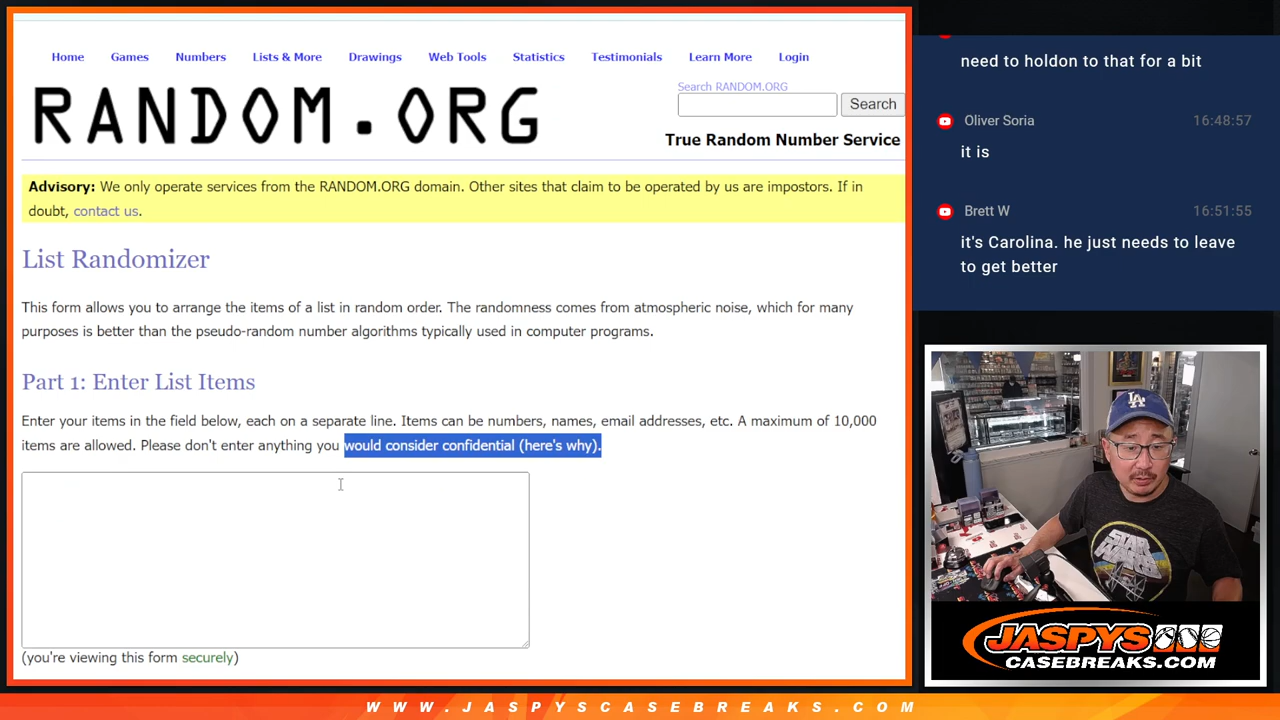 Home Games Numbers Lists & More Drawings Web Tools Statistics Testimonials Learn More Login
RANDOM.ORG
Search RANDOM.ORG
Search
True Random Number Service
Advisory: We only operate services from the RANDOM.ORG domain. Other sites that claim to be operated by us are impostors. If in
doubt, contact us.
List Randomizer
This form allows you to arrange the items of a list in random order. The randomness comes from atmospheric noise, which for many
purposes is better than the pseudo-random number algorithms typically used in computer programs.
Part 1: Enter List Items
Enter your items in the field below, each on a separate line. Items can be numbers, names, email addresses, etc. A maximum of 10,000
items are allowed. Please don't enter anything you would consider confidential (here's why).
(you're viewing this form securely)
need to holdon to that for a bit
Oliver Soria 16:48:57
it is
Brett W 16:51:55
it's Carolina. he just needs to leave
to get better
LA
STAR
WARS
JASPYS
CASEBREAKS.COM
WWW.JASPYSCASEBREAKS.COM